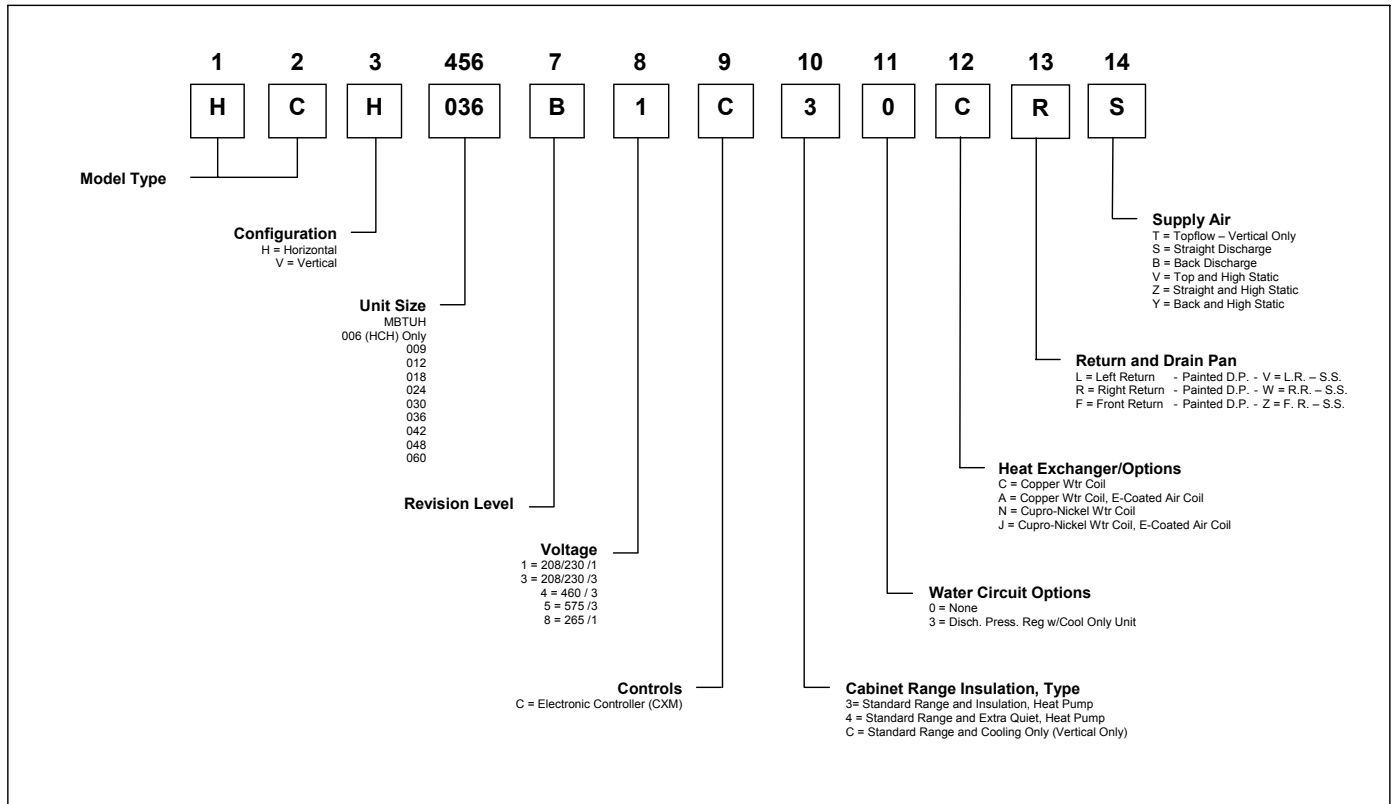 1 2 3 456 7 8 9 10 11 12 13 14
H C H 036 B 1 C 3 0 C R S
Model Type
Configuration
H = Horizontal
V = Vertical
Unit Size
MBTUH
006 (HCH) Only
009
012
018
024
030
036
042
048
060
Revision Level
Voltage
1 = 208/230 /1
3 = 208/230 /3
4 = 460 / 3
5 = 575 /3
8 = 265 /1
Controls
C = Electronic Controller (CXM)
Supply Air
T = Topflow – Vertical Only
S = Straight Discharge
B = Back Discharge
V = Top and High Static
Z = Straight and High Static
Y = Back and High Static
Return and Drain Pan
L = Left Return - Painted D.P. - V = L.R. – S.S.
R = Right Return - Painted D.P. - W = R.R. – S.S.
F = Front Return - Painted D.P. - Z = F. R. – S.S.
Heat Exchanger/Options
C = Copper Wtr Coil
A = Copper Wtr Coil, E-Coated Air Coil
N = Cupro-Nickel Wtr Coil
J = Cupro-Nickel Wtr Coil, E-Coated Air Coil
Water Circuit Options
0 = None
3 = Disch. Press. Reg w/Cool Only Unit
Cabinet Range Insulation, Type
3= Standard Range and Insulation, Heat Pump
4 = Standard Range and Extra Quiet, Heat Pump
C = Standard Range and Cooling Only (Vertical Only)